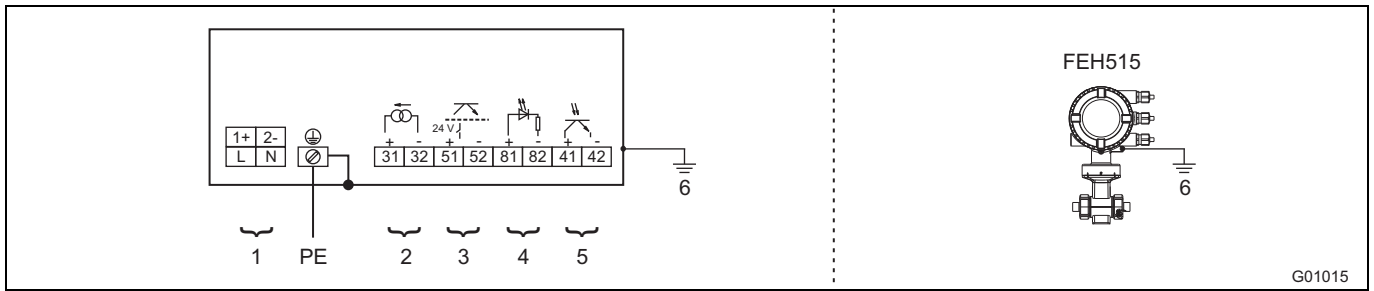 FEH515
24 V
+ - + - + - + -
1+ 2-
L N
31 32 51 52 81 82 41 42
6
6
1 PE 2 3 4 5
G01015